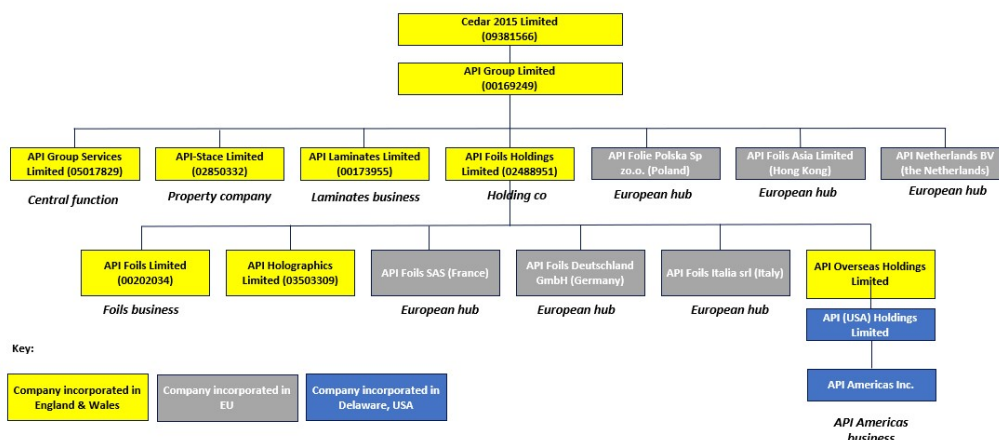 Cedar 2015 Limited
(09381566)
API Group Limited
(00169249)
API Group Services
Limited (05017829)
Central function
API-Stace Limited
(02850332)
Property company
API Laminates Limited
(00173955)
Laminates business
API Foils Holdings
Limited (02488951)
Holding co
API Folie Polska Sp
zo.o. (Poland)
European hub
API Foils Asia Limited
(Hong Kong)
European hub
API Netherlands BV
(the Netherlands)
European hub
API Foils Limited
(00202034)
Foils business
API Holographics
Limited (03503309)
API Foils SAS (France)
European hub
API Foils Deutschland
GmbH (Germany)
European hub
API Foils Italia srl (Italy)
European hub
API Overseas Holdings
Limited
API (USA) Holdings
Limited
API Americas Inc.
API Americas
business
Key:
Company incorporated in
England & Wales
Company incorporated in
EU
Company incorporated in
Delaware, USA